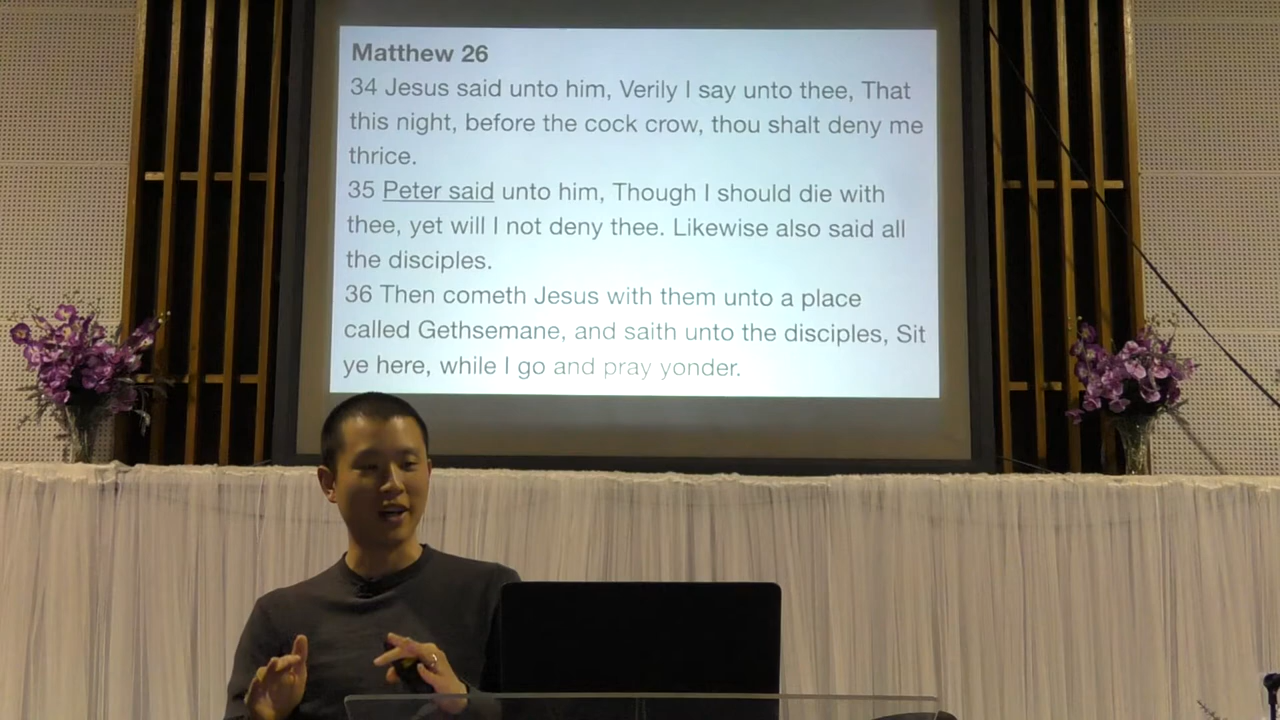 Matthew 26
34 Jesus said unto him, Verily I say unto thee, That
this night, before the cock crow, thou shalt deny me
thrice.
35 Peter said unto him, Though I should die with
thee, yet will I not deny thee. Likewise also said all
the disciples.
36 Then cometh Jesus with them unto a place
called Gethsemane, and saith unto the disciples, Sit
ye here, while I go and pray yonder.